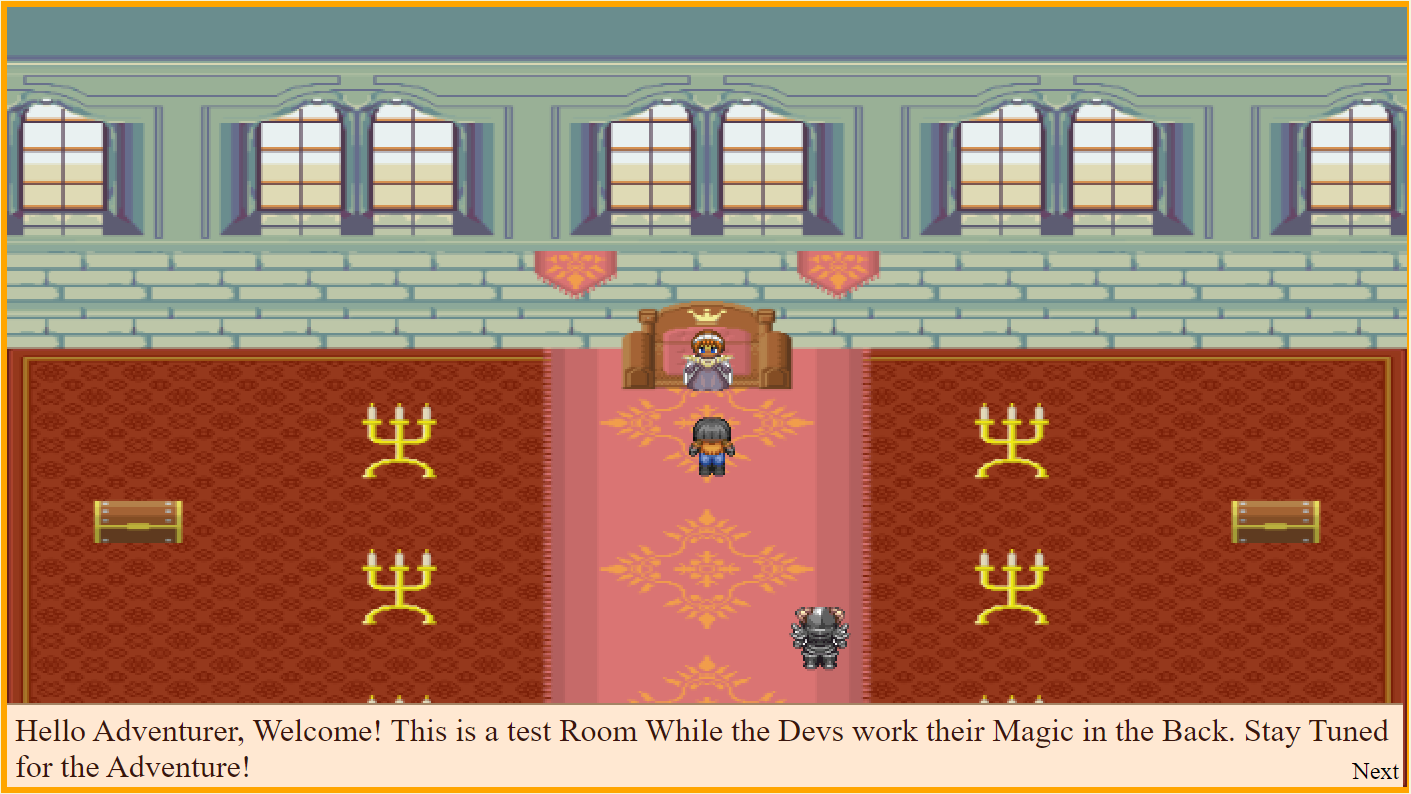 Hello Adventurer, Welcome! This is a test Room While the Devs work their Magic in the Back. Stay Tuned
for the Adventure!
Next